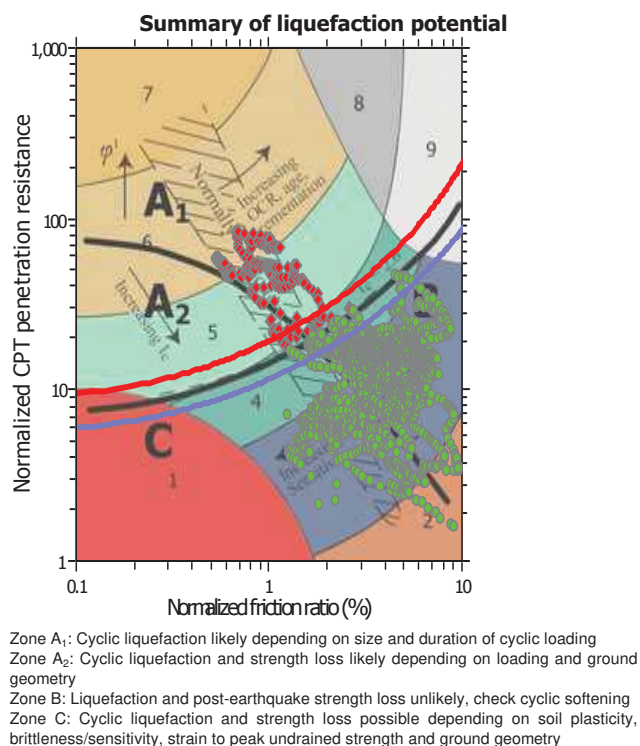 Summary of liquefaction potential
1,000
7
8
9
φ'
Normally
Increasing
OCR, age,
cementation
A1
100
6
A2
Increasing Ic
5
B
10
4
C
1
Increasing
Sensitivity
2
1
0.1
1
10
Normalized CPT penetration resistance
Normalized friction ratio (%)
Zone A1: Cyclic liquefaction likely depending on size and duration of cyclic loading
Zone A2: Cyclic liquefaction and strength loss likely depending on loading and ground
geometry
Zone B: Liquefaction and post-earthquake strength loss unlikely, check cyclic softening
Zone C: Cyclic liquefaction and strength loss possible depending on soil plasticity,
brittleness/sensitivity, strain to peak undrained strength and ground geometry